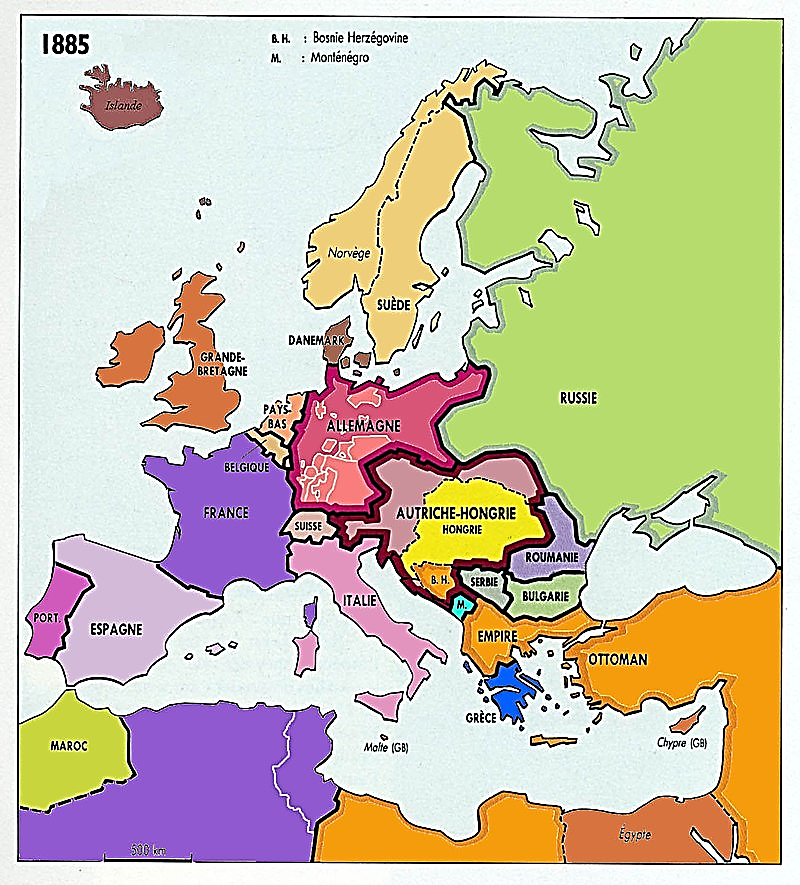 1885
B. H. : Bosnie Herzégovine
M. : Monténégro
Islande
Norvège
SUÈDE
DANEMARK
GRANDE-
BRETAGNE
PAYS-
BAS
ALLEMAGNE
RUSSIE
BELGIQUE
FRANCE
SUISSE
AUTRICHE-HONGRIE
HONGRIE
ROUMANIE
B. H.
SERBIE
BULGARIE
M.
ITALIE
PORT.
ESPAGNE
EMPIRE
OTTOMAN
GRÈCE
MAROC
Malte (GB)
Chypre (GB)
Égypte
500 km